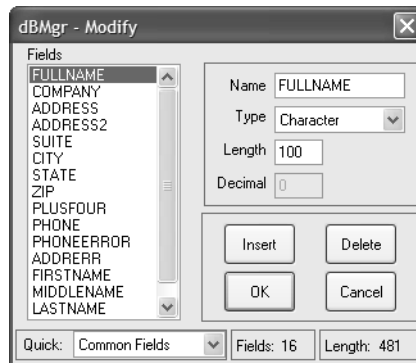 dBMgr - Modify
Fields
FULLNAME
COMPANY
ADDRESS
ADDRESS2
SUITE
CITY
STATE
ZIP
PLUSFOUR
PHONE
PHONEERROR
ADDRERR
FIRSTNAME
MIDDLENAME
LASTNAME
Name FULLNAME
Type Character
Length 100
Decimal 0
Insert Delete
OK Cancel
Quick: Common Fields Fields: 16 Length: 481